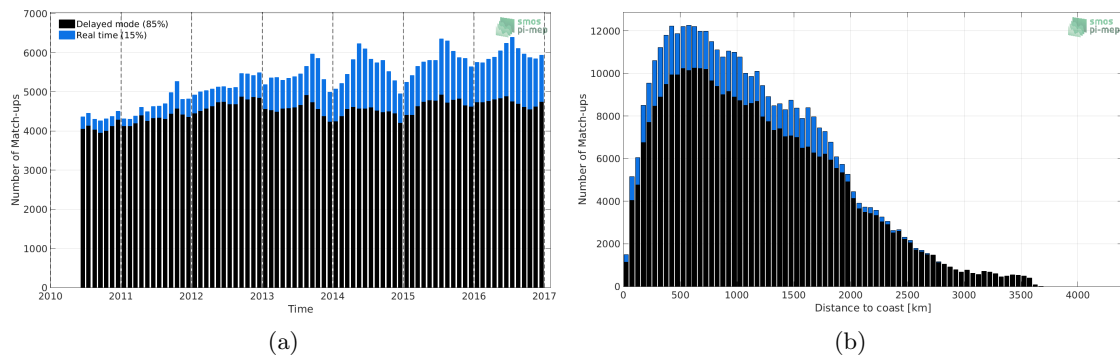 7000
6000
5000
4000
3000
2000
1000
0
Number of Match-ups
Delayed mode (85%)
Real time (15%)
smos
pi-mep
2010 2011 2012 2013 2014 2015 2016 2017
Time
(a)
12000
10000
8000
6000
4000
2000
0
Number of Match-ups
smos
pi-mep
0 500 1000 1500 2000 2500 3000 3500 4000
Distance to coast [km]
(b)